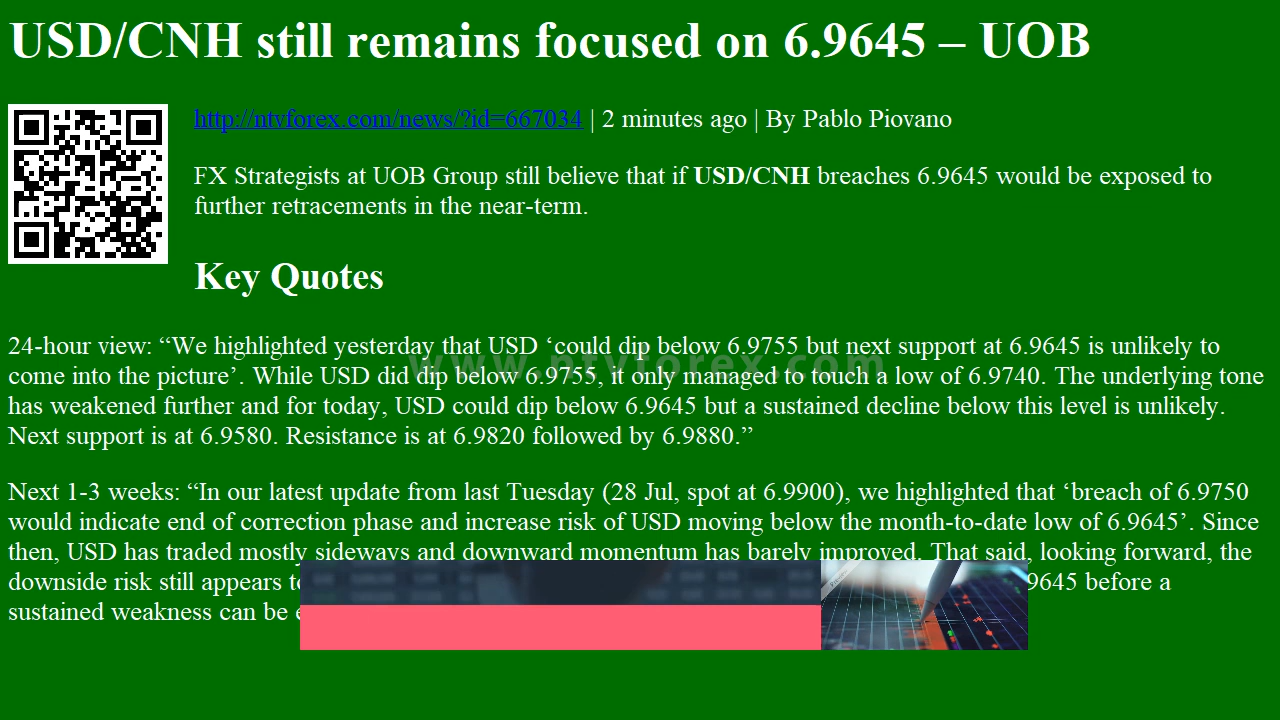 USD/CNH still remains focused on 6.9645 – UOB
http://ntvforex.com/news/?id=667034 | 2 minutes ago | By Pablo Piovano
FX Strategists at UOB Group still believe that if USD/CNH breaches 6.9645 would be exposed to
further retracements in the near-term.
Key Quotes
24-hour view: “We highlighted yesterday that USD ‘could dip below 6.9755 but next support at 6.9645 is unlikely to
www.ntvforex.com
come into the picture’. While USD did dip below 6.9755, it only managed to touch a low of 6.9740. The underlying tone
has weakened further and for today, USD could dip below 6.9645 but a sustained decline below this level is unlikely.
Next support is at 6.9580. Resistance is at 6.9820 followed by 6.9880.”
Next 1-3 weeks: “In our latest update from last Tuesday (28 Jul, spot at 6.9900), we highlighted that ‘breach of 6.9750
would indicate end of correction phase and increase risk of USD moving below the month-to-date low of 6.9645’. Since
then, USD has traded mostly sideways and downward momentum has barely improved. That said, looking forward, the
downside risk still appears 9645 before a
sustained weakness can be